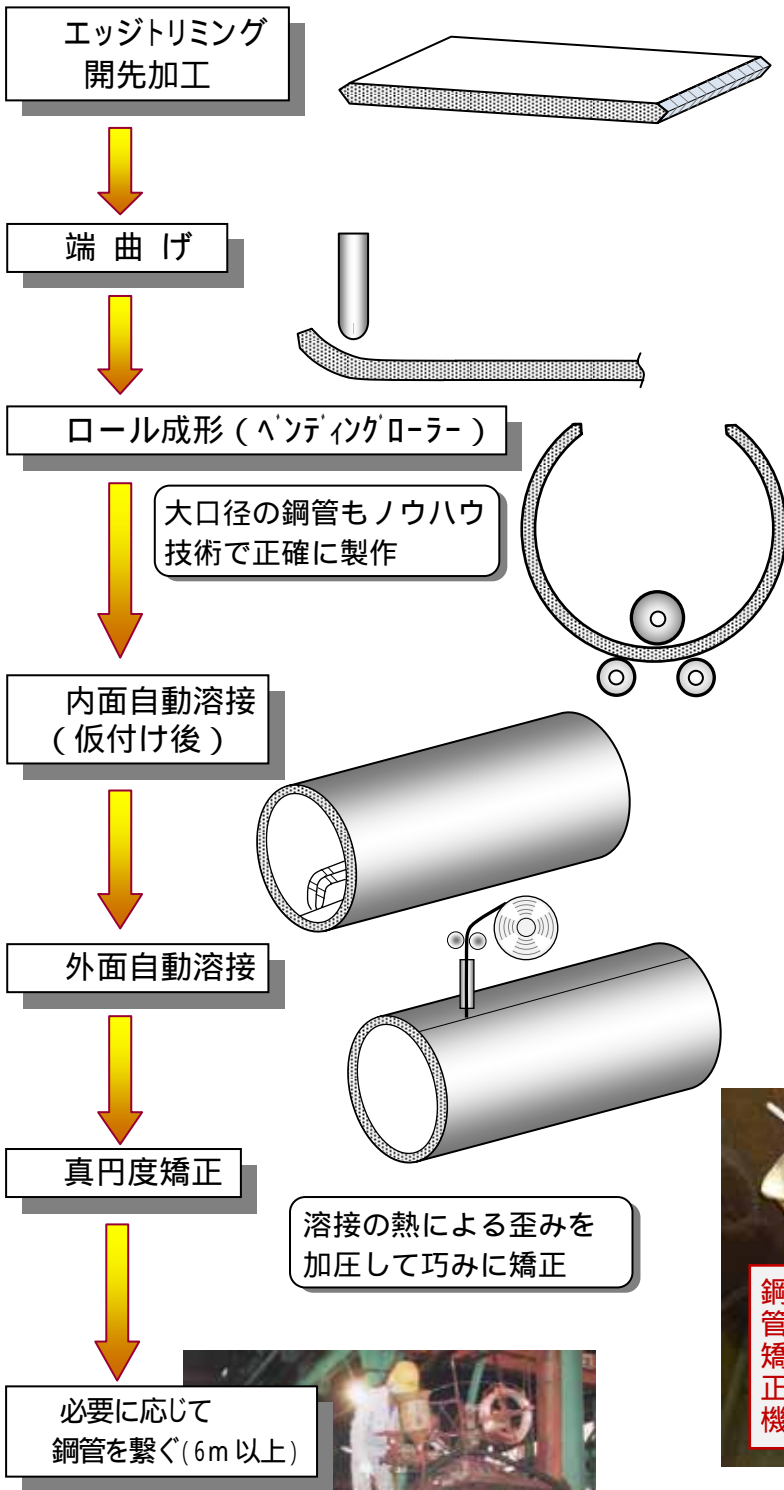 エッジトリミング
開先加工
端 曲 げ
ロール成形（ﾍﾞﾝﾃﾞｨﾝｸﾞローラー）
大口径の鋼管もノウハウ
技術で正確に製作
内面自動溶接
（仮付け後）
外面自動溶接
真円度矯正
溶接の熱による歪みを
加圧して巧みに矯正
鋼管矯正機
必要に応じて
鋼管を繋ぐ(6m 以上)